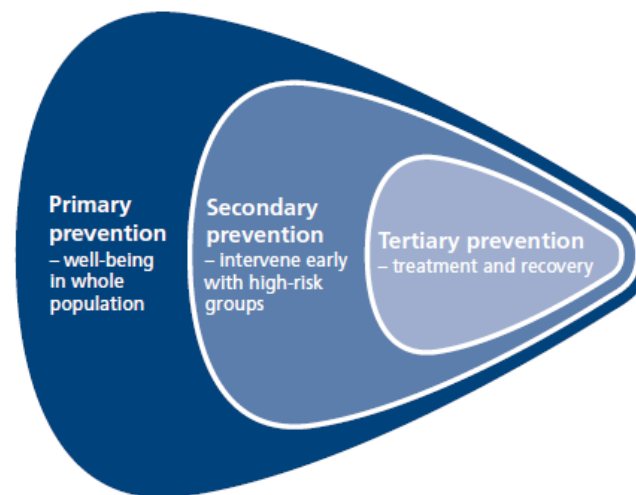 Primary
prevention
– well-being
in whole
population
Secondary
prevention
– intervene early
with high-risk
groups
Tertiary prevention
– treatment and recovery